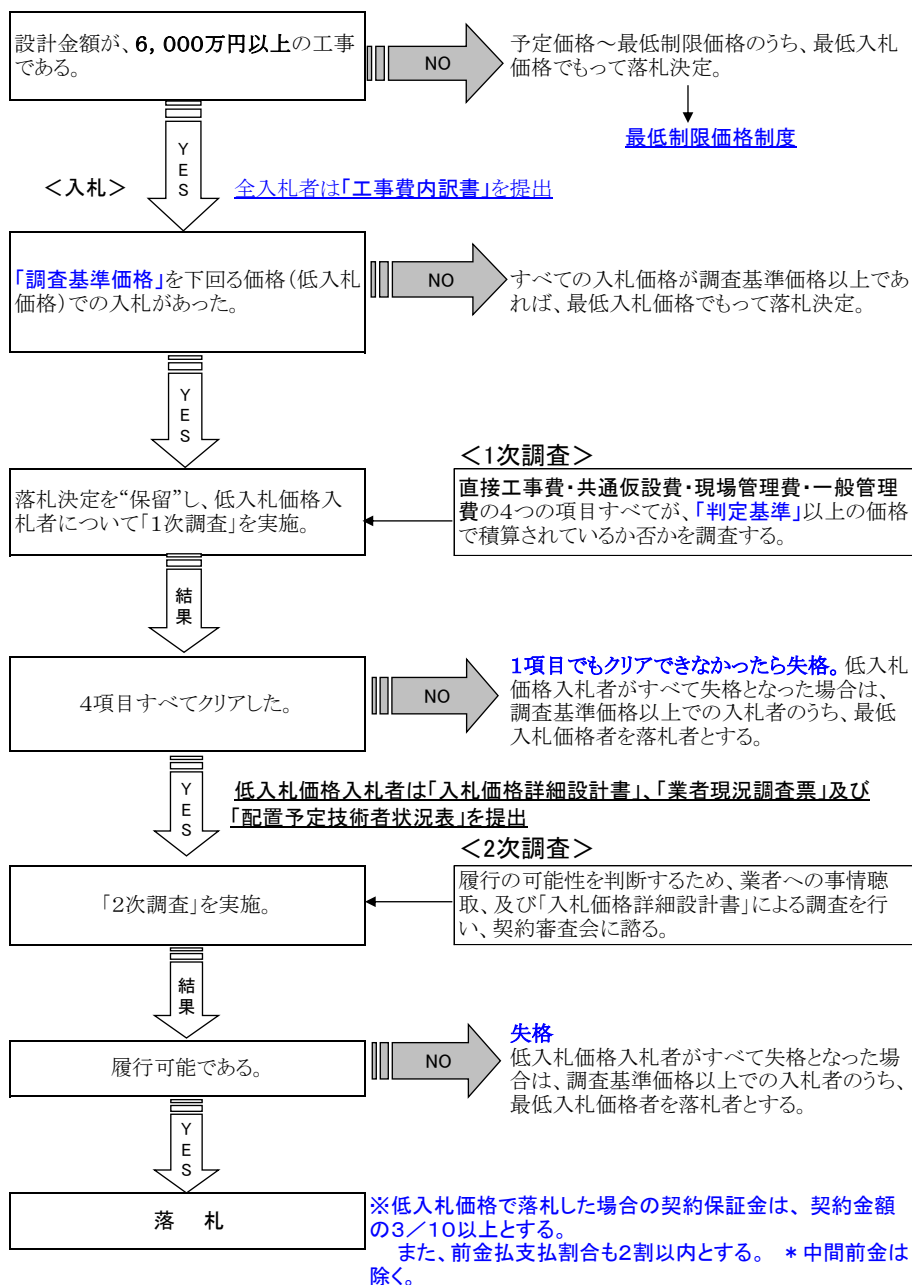 設計金額が、6,000万円以上の工事
である。
NO
予定価格～最低制限価格のうち、最低入札
価格でもって落札決定。
最低制限価格制度
YES
＜入札＞
全入札者は「工事費内訳書」を提出
「調査基準価格」を下回る価格(低入札
価格)での入札があった。
NO
すべての入札価格が調査基準価格以上であ
れば、最低入札価格でもって落札決定。
YES
落札決定を“保留”し、低入札価格入
札者について「1次調査」を実施。
＜1次調査＞
直接工事費・共通仮設費・現場管理費・一般管理
費の4つの項目すべてが、「判定基準」以上の価格
で積算されているか否かを調査する。
結果
4項目すべてクリアした。
NO
1項目でもクリアできなかったら失格。低入札
価格入札者がすべて失格となった場合は、
調査基準価格以上での入札者のうち、最低
入札価格者を落札者とする。
YES
低入札価格入札者は「入札価格詳細設計書」、「業者現況調査票」及び
「配置予定技術者状況表」を提出
＜2次調査＞
「2次調査」を実施。
履行の可能性を判断するため、業者への事情聴
取、及び「入札価格詳細設計書」による調査を行
い、契約審査会に諮る。
結果
履行可能である。
NO
失格
低入札価格入札者がすべて失格となった場
合は、調査基準価格以上での入札者のうち、
最低入札価格者を落札者とする。
YES
落　札
※低入札価格で落札した場合の契約保証金は、契約金額
の3／10以上とする。
また、前金払支払割合も2割以内とする。 ＊中間前金は
除く。